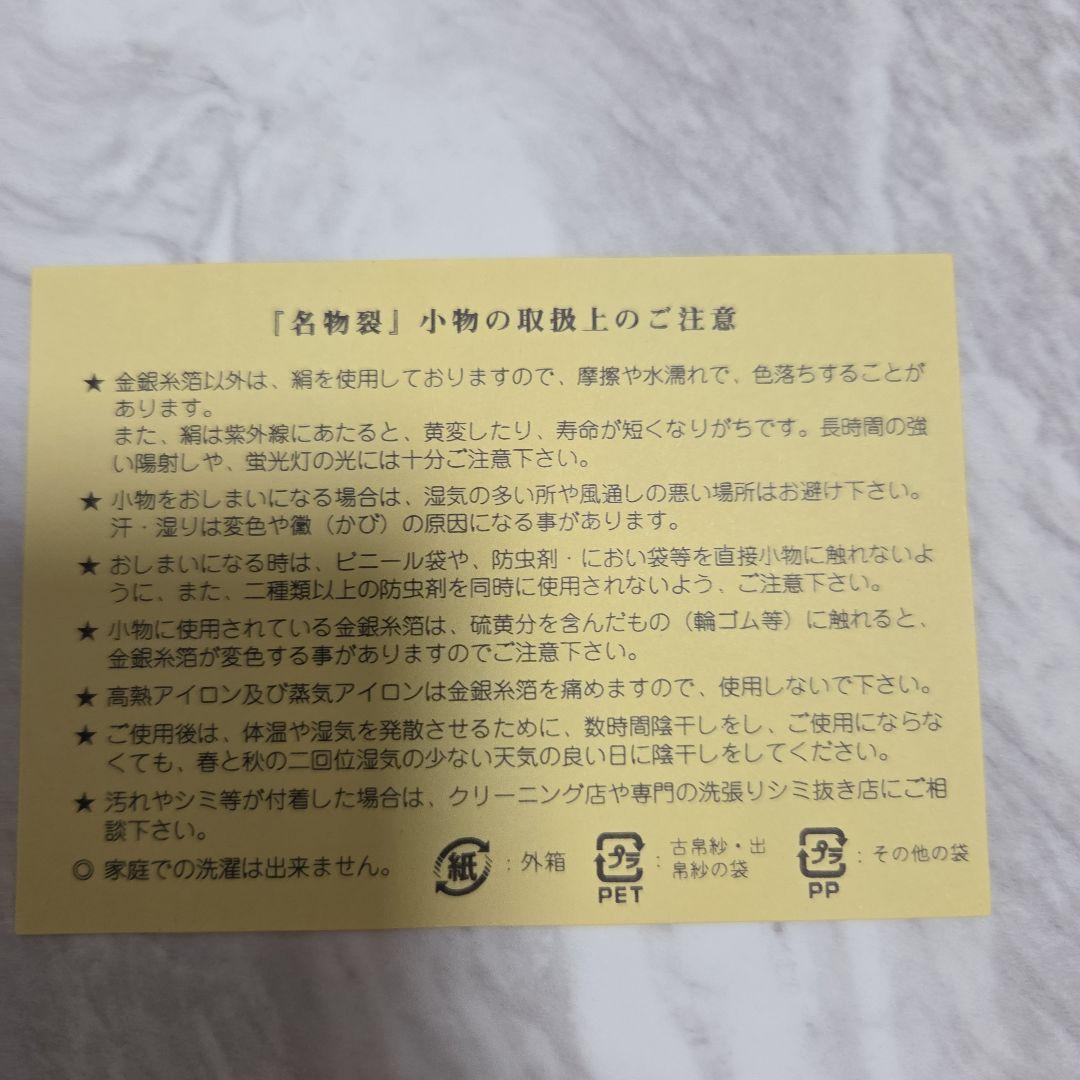 『名物裂』小物の取扱上のご注意
★ 金銀糸箔以外は、絹を使用しておりますので、摩擦や水濡れで、色落ちすることが
あります。
また、絹は紫外線にあたると、黄変したり、寿命が短くなりがちです。長時間の強
い陽射しや、蛍光灯の光には十分ご注意下さい。
★ 小物をおしまいになる場合は、湿気の多い所や風通しの悪い場所はお避け下さい。
汗・湿りは変色や黴（かび）の原因になる事があります。
★ おしまいになる時は、ビニール袋や、防虫剤・におい袋等を直接小物に触れないよ
うに、また、二種類以上の防虫剤を同時に使用されないよう、ご注意下さい。
★ 小物に使用されている金銀糸箔は、硫黄分を含んだもの（輪ゴム等）に触れると、
金銀糸箔が変色する事がありますのでご注意下さい。
★ 高熱アイロン及び蒸気アイロンは金銀糸箔を痛めますので、使用しないで下さい。
★ ご使用後は、体温や湿気を発散させるために、数時間陰干しをし、ご使用にならな
くても、春と秋の二回位湿気の少ない天気の良い日に陰干しをしてください。
★ 汚れやシミ等が付着した場合は、クリーニング店や専門の洗張りシミ抜き店にご相
談下さい。
◎ 家庭での洗濯は出来ません。
紙：外箱
プラ PET：古帛紗・出
帛紗の袋
プラ PP：その他の袋